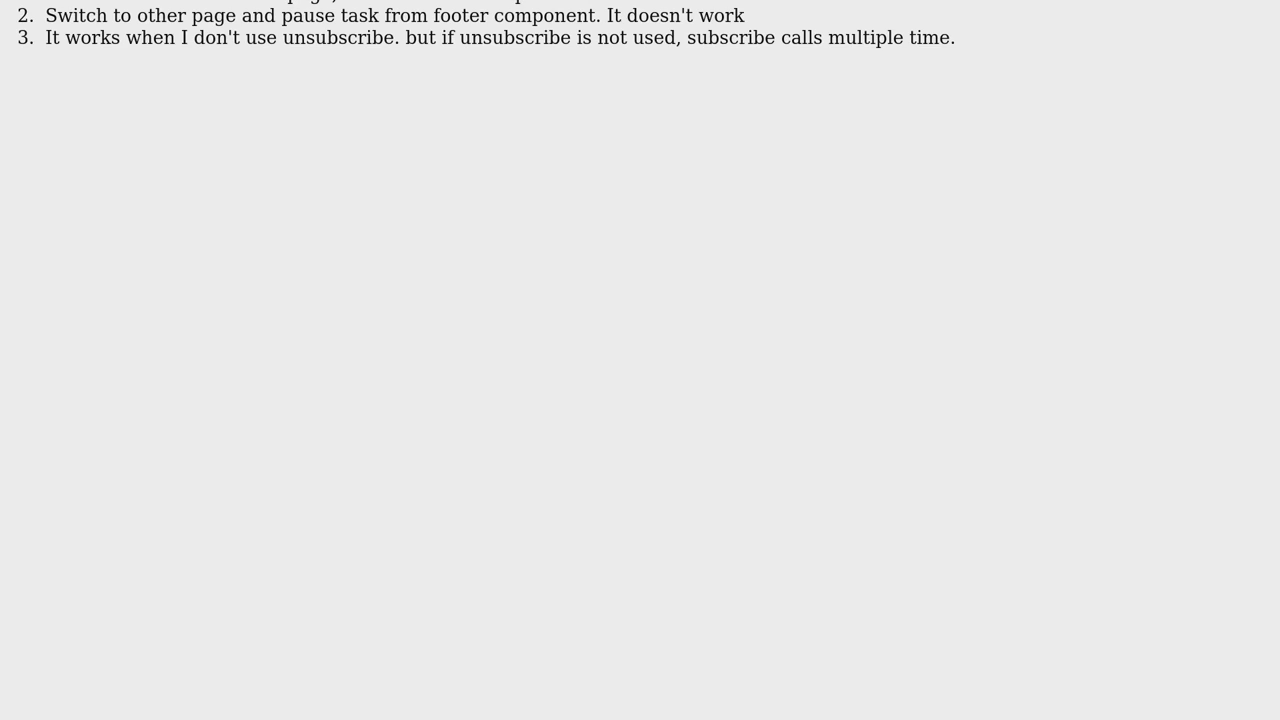 2. Switch to other page and pause task from footer component. It doesn't work
3. It works when I don't use unsubscribe. but if unsubscribe is not used, subscribe calls multiple time.